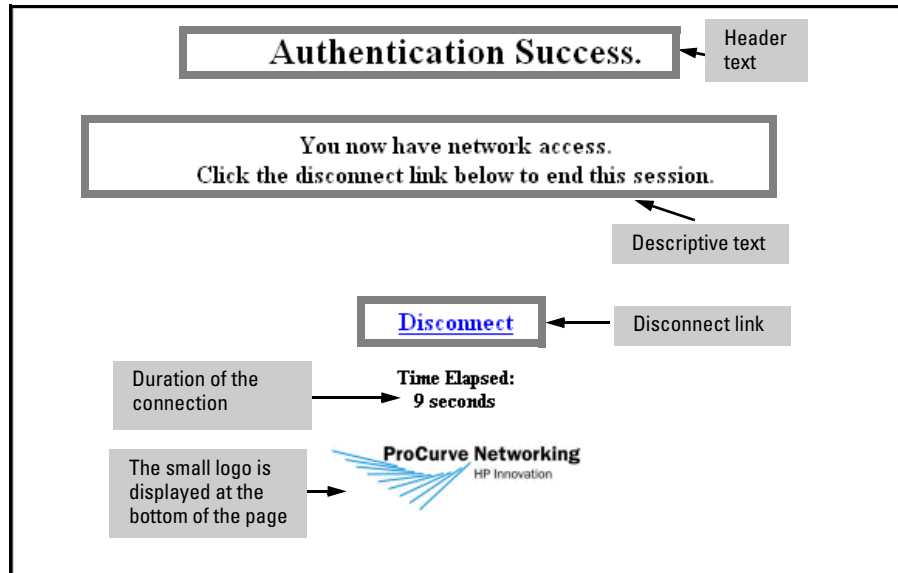 Authentication Success.
Header
text
You now have network access.
Click the disconnect link below to end this session.
Descriptive text
Disconnect
Disconnect link
Duration of the
connection
Time Elapsed:
9 seconds
The small logo is
displayed at the
bottom of the page
ProCurve Networking
HP Innovation